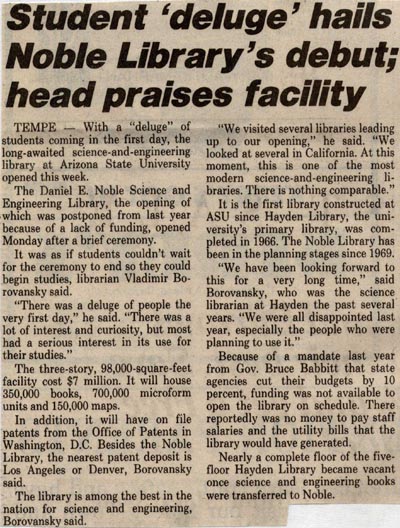 Student 'deluge' hails
Noble Library's debut;
head praises facility
TEMPE — With a "deluge" of
students coming in the first day, the
long-awaited science-and-engineering
library at Arizona State University
opened this week.
The Daniel E. Noble Science and
Engineering Library, the opening of
which was postponed from last year
because of a lack of funding, opened
Monday after a brief ceremony.
It was as if students couldn't wait
for the ceremony to end so they could
begin studies, librarian Vladimir Bo-
rovansky said.
"There was a deluge of people the
very first day," he said. "There was a
lot of interest and curiosity, but most
had a serious interest in its use for
their studies."
The three-story, 98,000-square-feet
facility cost $7 million. It will house
350,000 books, 700,000 microform
units and 150,000 maps.
In addition, it will have on file
patents from the Office of Patents in
Washington, D.C. Besides the Noble
Library, the nearest patent deposit is
Los Angeles or Denver, Borovansky
said.
The library is among the best in the
nation for science and engineering,
Borovansky said.
"We visited several libraries leading
up to our opening," he said. "We
looked at several in California. At this
moment, this is one of the most
modern science-and-engineering li-
braries. There is nothing comparable."
It is the first library constructed at
ASU since Hayden Library, the uni-
versity's primary library, was com-
pleted in 1966. The Noble Library has
been in the planning stages since 1969.
"We have been looking forward to
this for a very long time," said
Borovansky, who was the science
librarian at Hayden the past several
years. "We were all disappointed last
year, especially the people who were
planning to use it."
Because of a mandate last year
from Gov. Bruce Babbitt that state
agencies cut their budgets by 10
percent, funding was not available to
open the library on schedule. There
reportedly was no money to pay staff
salaries and the utility bills that the
library would have generated.
Nearly a complete floor of the five-
floor Hayden Library became vacant
once science and engineering books
were transferred to Noble.